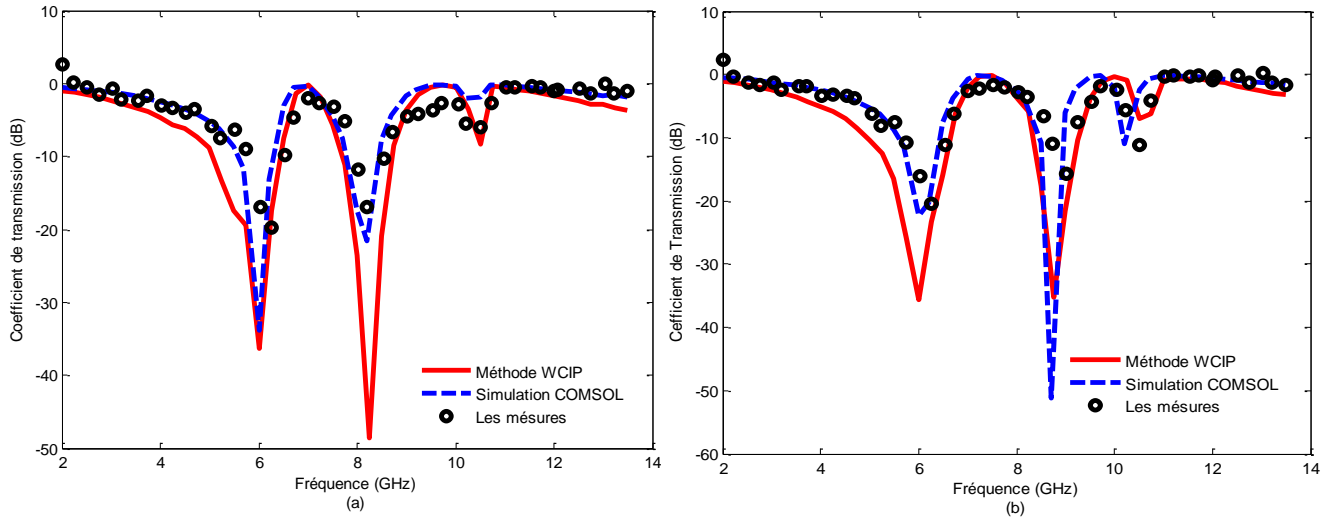 10
0
-10
-20
-30
-40
-50
2
4
6
8
10
12
14
Coefficient de transmission (dB)
Fréquence (GHz)
(a)
Méthode WCIP
Simulation COMSOL
Les mésures
10
0
-10
-20
-30
-40
-50
-60
2
4
6
8
10
12
14
Cefficient de Transmission (dB)
Fréquence (GHz)
(b)
Méthode WCIP
Simulation COMSOL
Les mésures